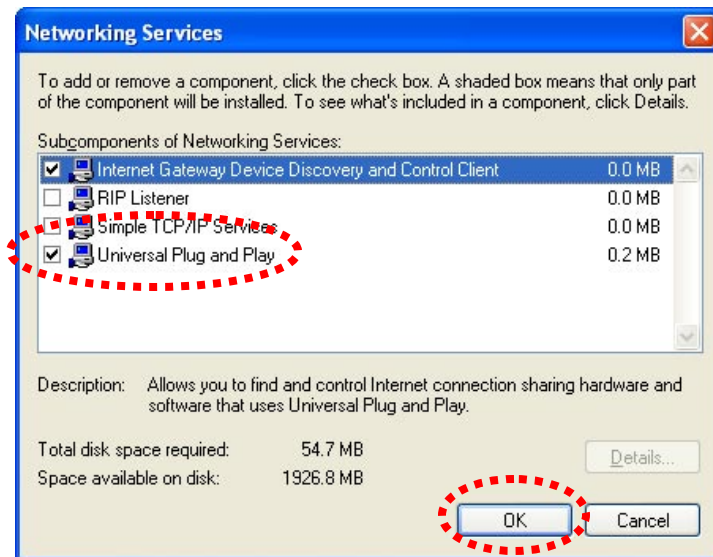 Networking Services
To add or remove a component, click the check box. A shaded box means that only part
of the component will be installed. To see what's included in a component, click Details.
Subcomponents of Networking Services:
Internet Gateway Device Discovery and Control Client 0.0 MB
RIP Listener 0.0 MB
Simple TCP/IP Services 0.0 MB
Universal Plug and Play 0.2 MB
Description: Allows you to find and control Internet connection sharing hardware and
software that uses Universal Plug and Play.
Total disk space required: 54.7 MB
Details...
Space available on disk: 1926.8 MB
OK Cancel